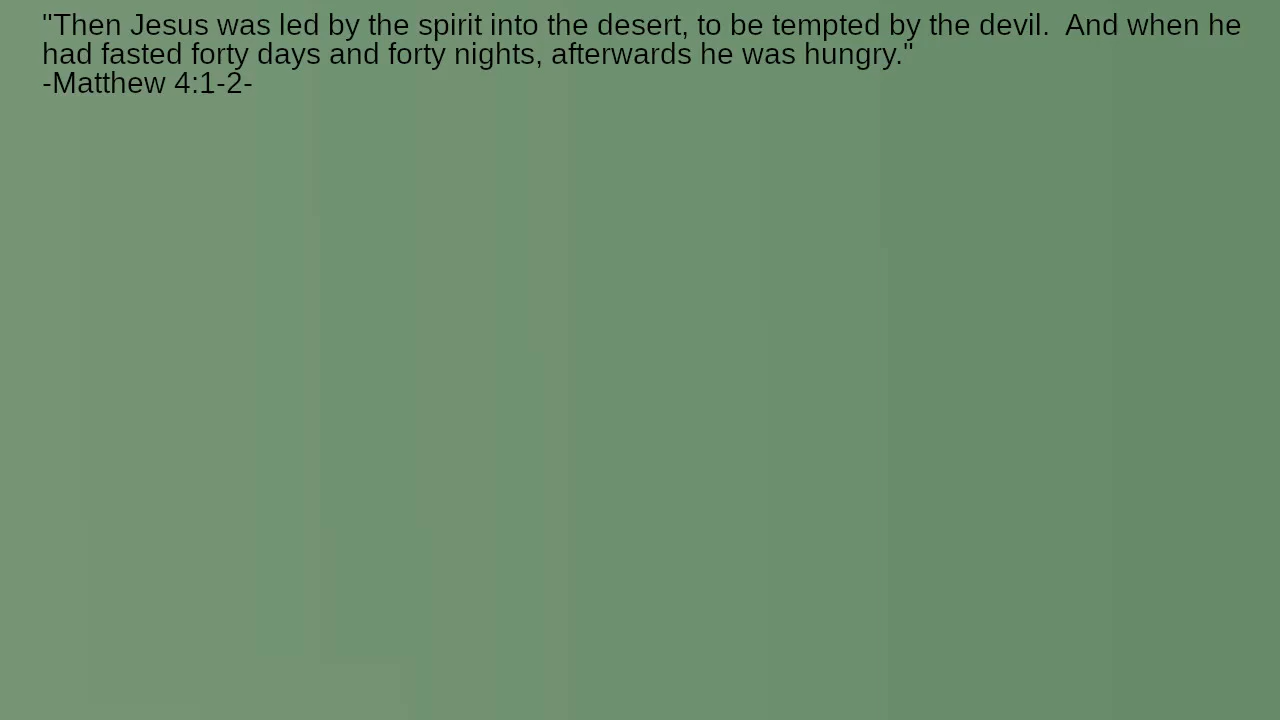 "Then Jesus was led by the spirit into the desert, to be tempted by the devil.  And when he
had fasted forty days and forty nights, afterwards he was hungry."
-Matthew 4:1-2-